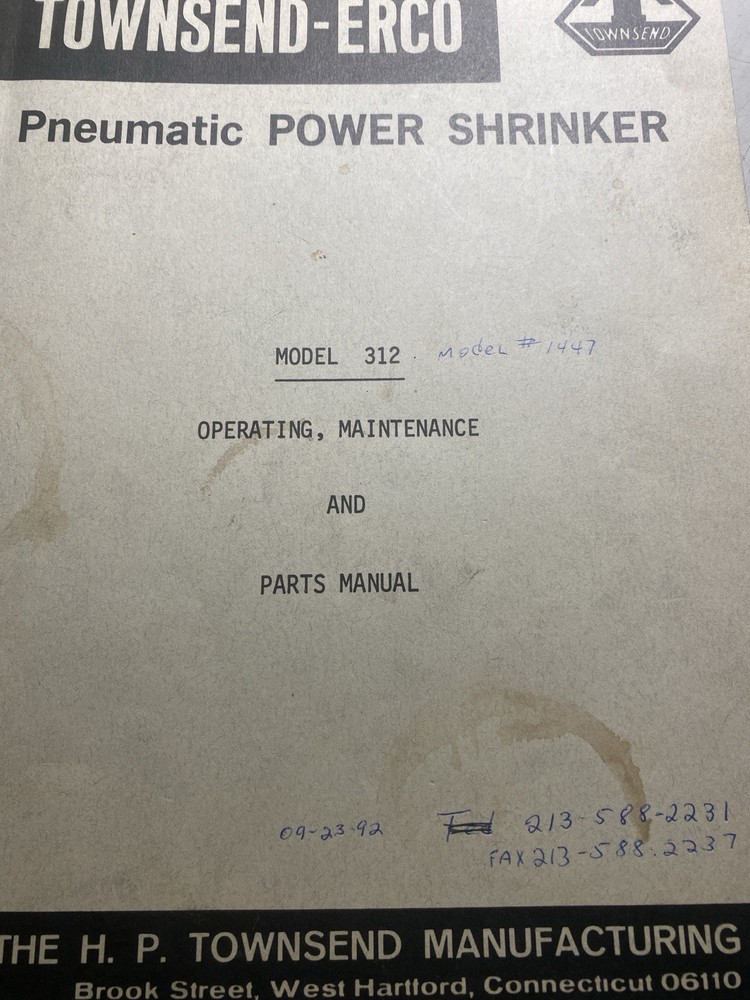 TOWNSEND-ERCO
TOWNSEND
Pneumatic POWER SHRINKER
MODEL 312 Model # 1447
OPERATING, MAINTENANCE
AND
PARTS MANUAL
09-23-92 213-588-2231
FAX 213-588-2237
THE H. P. TOWNSEND MANUFACTURING
Brook Street, West Hartford, Connecticut 06110